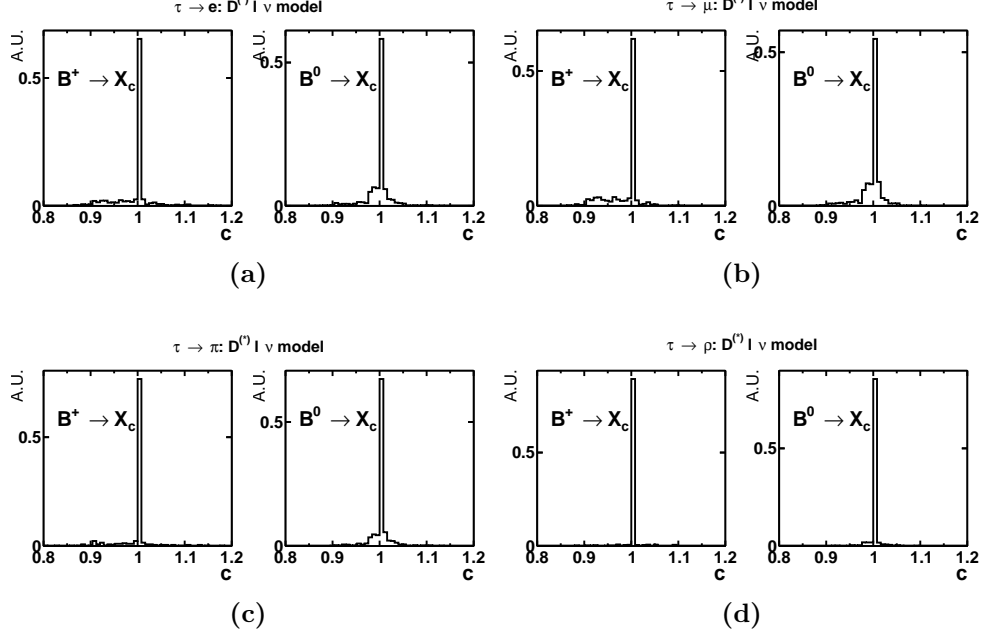 τ → e: D(*) l ν model
τ → μ: D(*) l ν model
A.U.
B⁺ → Xc
0.5
0
0.8 0.9 1 1.1 1.2
c
A.U.
B⁰ → Xc
0.5
0
0.8 0.9 1 1.1 1.2
c
(a)
A.U.
B⁺ → Xc
0.5
0
0.8 0.9 1 1.1 1.2
c
A.U.
B⁰ → Xc
0.5
0
0.8 0.9 1 1.1 1.2
c
(b)
τ → π: D(*) l ν model
τ → ρ: D(*) l ν model
A.U.
B⁺ → Xc
0.5
0
0.8 0.9 1 1.1 1.2
c
A.U.
B⁰ → Xc
0.5
0
0.8 0.9 1 1.1 1.2
c
(c)
A.U.
B⁺ → Xc
0.5
0
0.8 0.9 1 1.1 1.2
c
A.U.
B⁰ → Xc
0.5
0
0.8 0.9 1 1.1 1.2
c
(d)